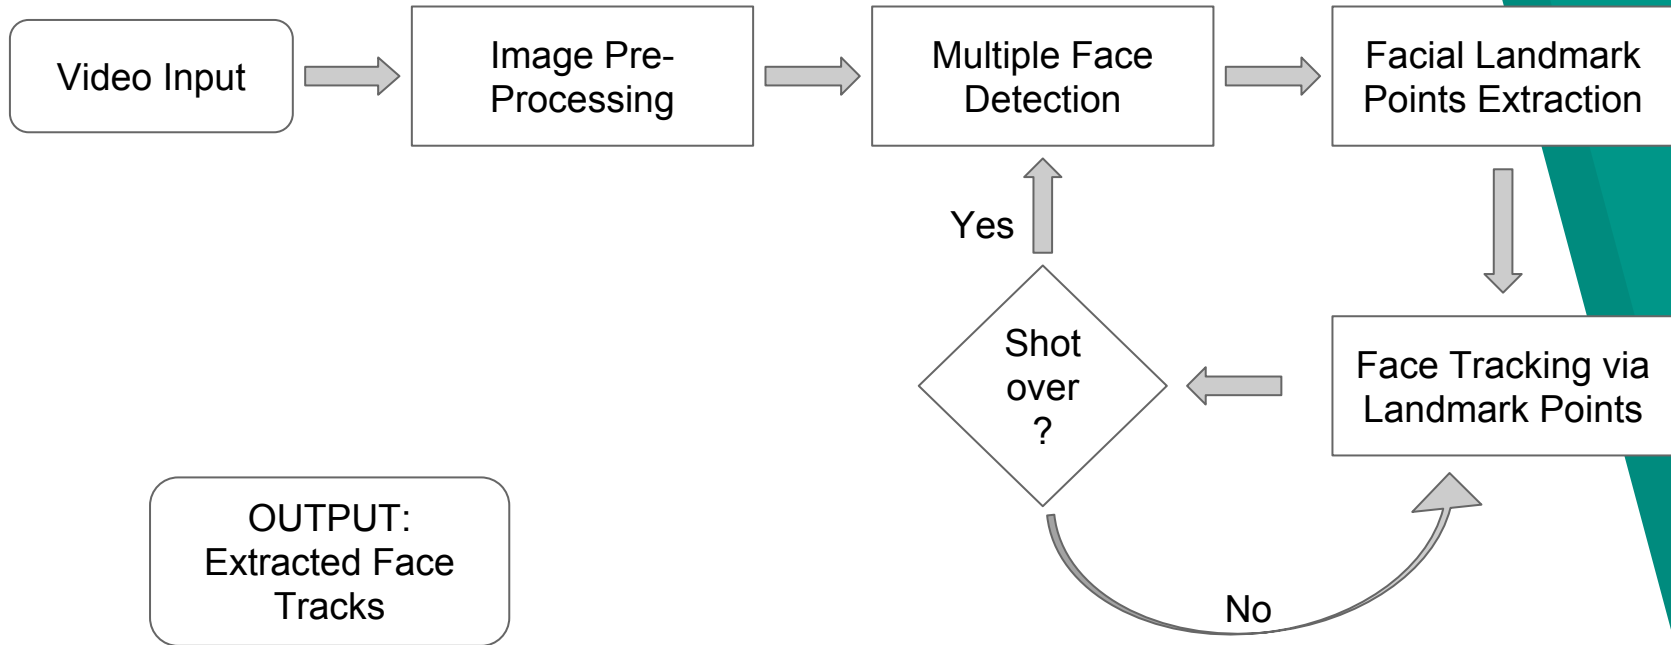 Video Input
Image Pre-
Processing
Multiple Face
Detection
Facial Landmark
Points Extraction
Yes
Shot
over
?
Face Tracking via
Landmark Points
No
OUTPUT:
Extracted Face
Tracks